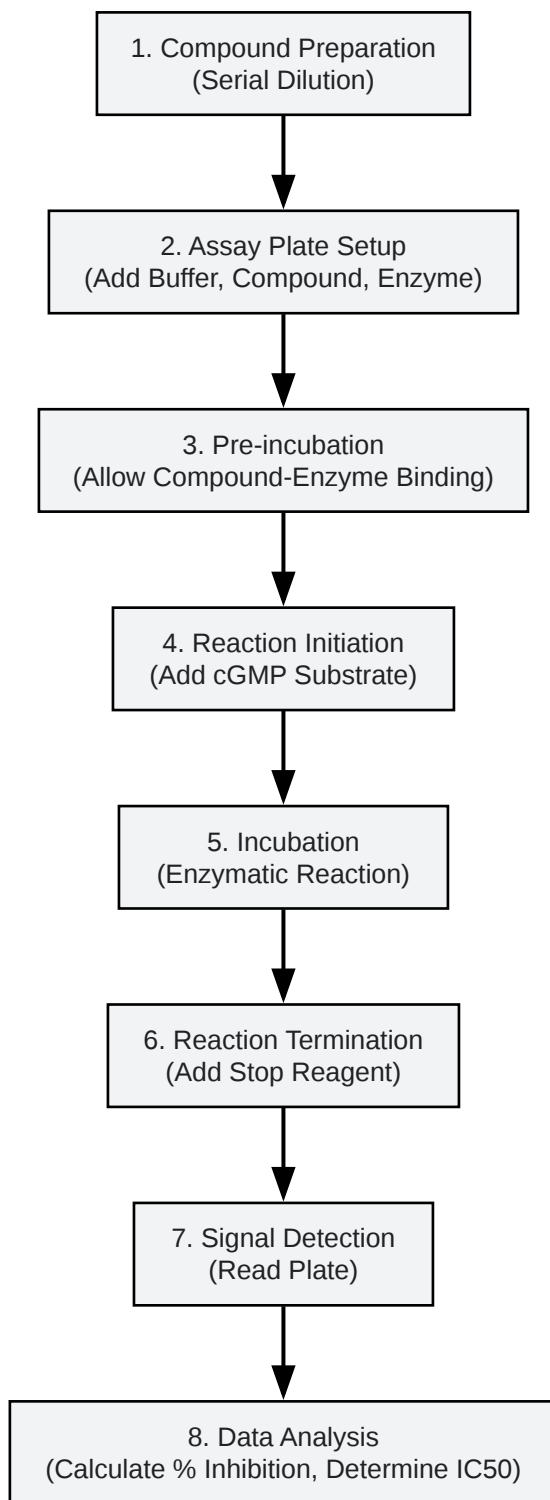 1. Compound Preparation
(Serial Dilution)
2. Assay Plate Setup
(Add Buffer, Compound, Enzyme)
3. Pre-incubation
(Allow Compound-Enzyme Binding)
4. Reaction Initiation
(Add cGMP Substrate)
5. Incubation
(Enzymatic Reaction)
6. Reaction Termination
(Add Stop Reagent)
7. Signal Detection
(Read Plate)
8. Data Analysis
(Calculate % Inhibition, Determine IC50)